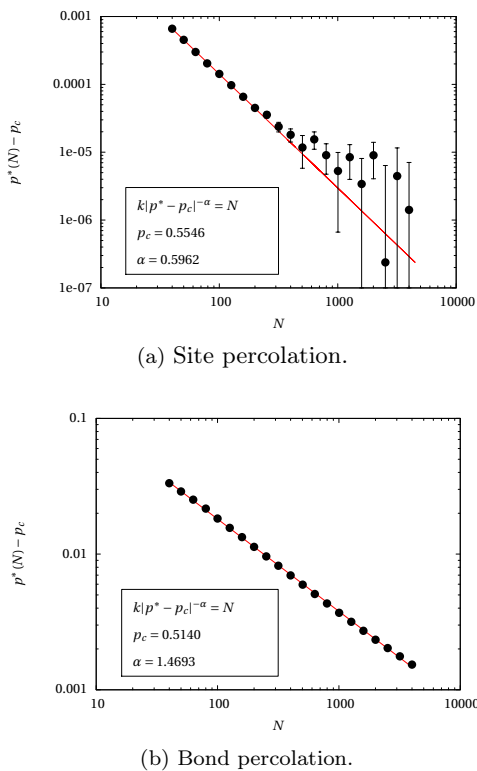 0.001
0.0001
1e-05
1e-06
1e-07
p*(N) − p_c
k|p* − p_c|^{−α} = N
p_c = 0.5546
α = 0.5962
10 100 1000 10000
N
(a) Site percolation.
0.1
0.01
0.001
p*(N) − p_c
k|p* − p_c|^{−α} = N
p_c = 0.5140
α = 1.4693
10 100 1000 10000
N
(b) Bond percolation.